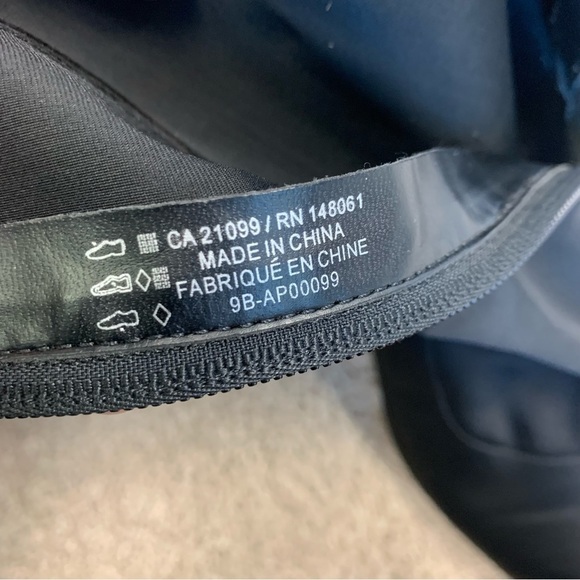 CA 21099 / RN 148061
MADE IN CHINA
FABRIQUÉ EN CHINE
9B-AP00099